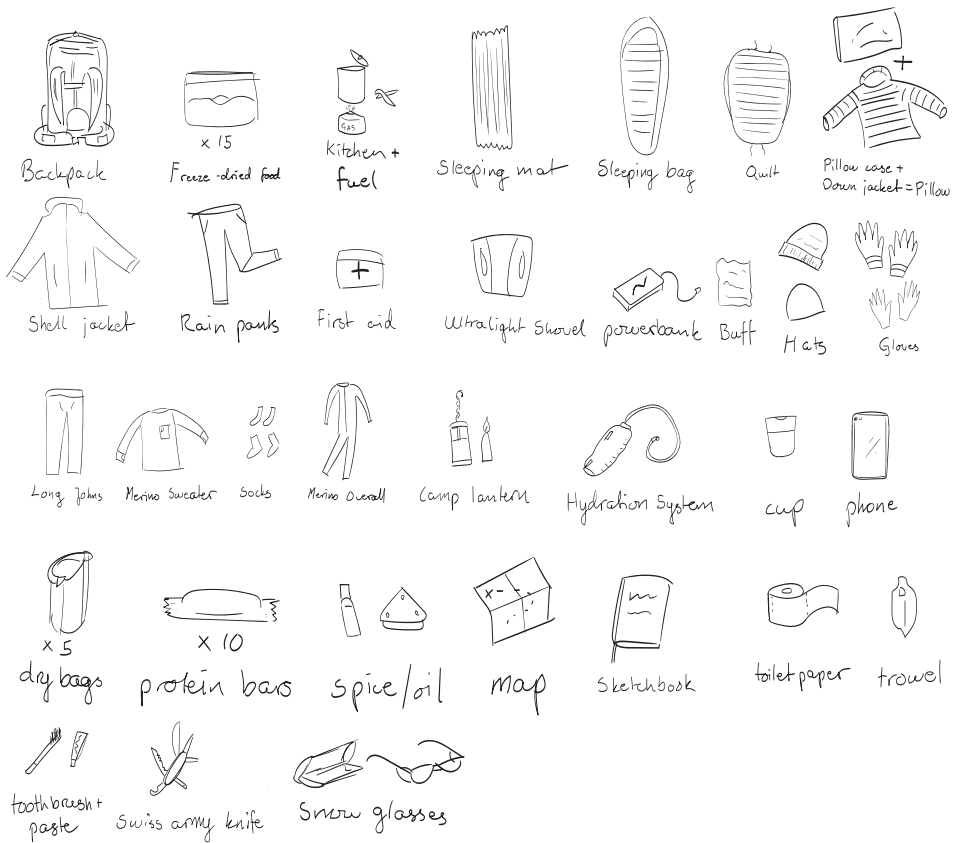 Backpack
x 15
Freeze-dried food
GAS
Kitchen +
fuel
Sleeping mat
Sleeping bag
Quilt
+
Pillow case +
Down jacket = Pillow
Shell jacket
Rain pants
First aid
Ultralight Shovel
powerbank
Buff
Hats
Gloves
Long Johns
Merino Sweater
Socks
Merino Overall
Camp lantern
Hydration System
cup
phone
x 5
dry bags
x 10
protein bars
spice/oil
map
Sketchbook
toilet paper
trowel
toothbrush+
paste
Swiss army knife
Snow glasses